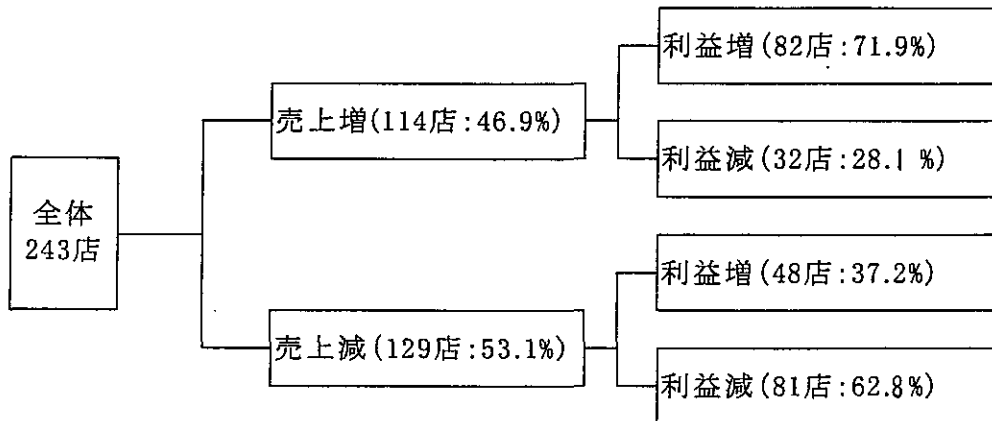 全体
243店
売上増(114店:46.9%)
利益増(82店:71.9%)
利益減(32店:28.1 %)
売上減(129店:53.1%)
利益増(48店:37.2%)
利益減(81店:62.8%)